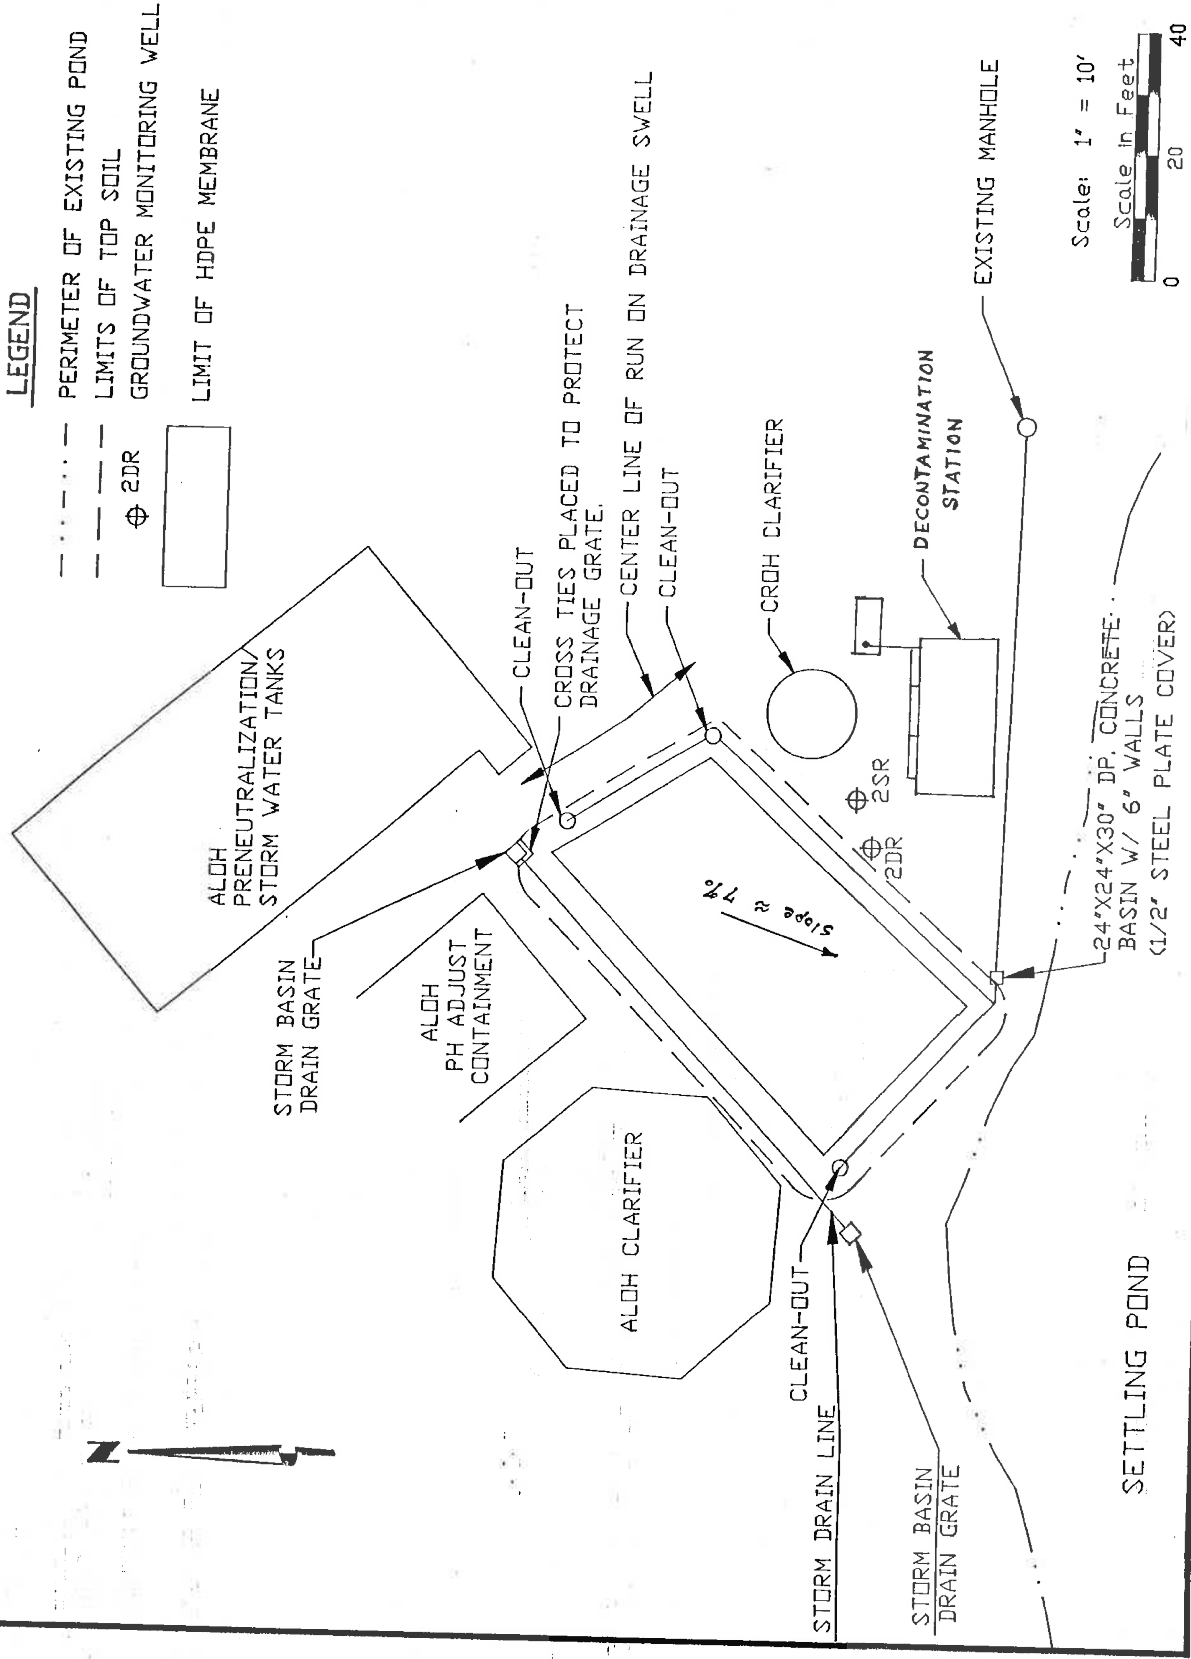 LEGEND
PERIMETER OF EXISTING POND
LIMITS OF TOP SOIL
⌖ 2DR
GROUNDWATER MONITORING WELL
LIMIT OF HDPE MEMBRANE
N
ALOH
PRENEUTRALIZATION/
STORM WATER TANKS
STORM BASIN
DRAIN GRATE
ALOH
PH ADJUST
CONTAINMENT
CLEAN-OUT
CROSS TIES PLACED TO PROTECT
DRAINAGE GRATE.
CENTER LINE OF RUN ON DRAINAGE SWELL
CLEAN-OUT
ALOH CLARIFIER
slope ≈ 7%
CROH CLARIFIER
2SR
2DR
DECONTAMINATION
STATION
EXISTING MANHOLE
CLEAN-OUT
STORM DRAIN LINE
STORM BASIN
DRAIN GRATE
24"X24"X30" DP. CONCRETE
BASIN W/ 6" WALLS
(1/2" STEEL PLATE COVER)
SETTLING POND
Scale: 1" = 10'
Scale in Feet
0 20 40